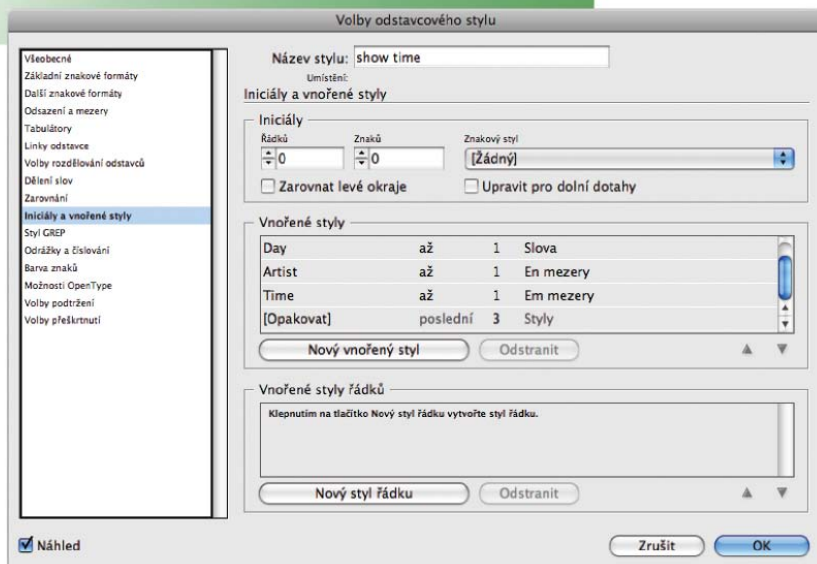 Volby odstavcového stylu
Všeobecné
Základní znakové formáty
Další znakové formáty
Odsazení a mezery
Tabulátory
Linky odstavce
Volby rozdělování odstavců
Dělení slov
Zarovnání
Iniciály a vnořené styly
Styl GREP
Odrážky a číslování
Barva znaků
Možnosti OpenType
Volby podtržení
Volby přeškrtnutí
Název stylu: show time
Umístění:
Iniciály a vnořené styly
Iniciály
Řádků Znaků Znakový styl
0 0 [Žádný]
Zarovnat levé okraje Upravit pro dolní dotahy
Vnořené styly
Day až 1 Slova
Artist až 1 En mezery
Time až 1 Em mezery
[Opakovat] poslední 3 Styly
Nový vnořený styl Odstranit
Vnořené styly řádků
Klepnutím na tlačítko Nový styl řádku vytvořte styl řádku.
Nový styl řádku Odstranit
Náhled Zrušit OK